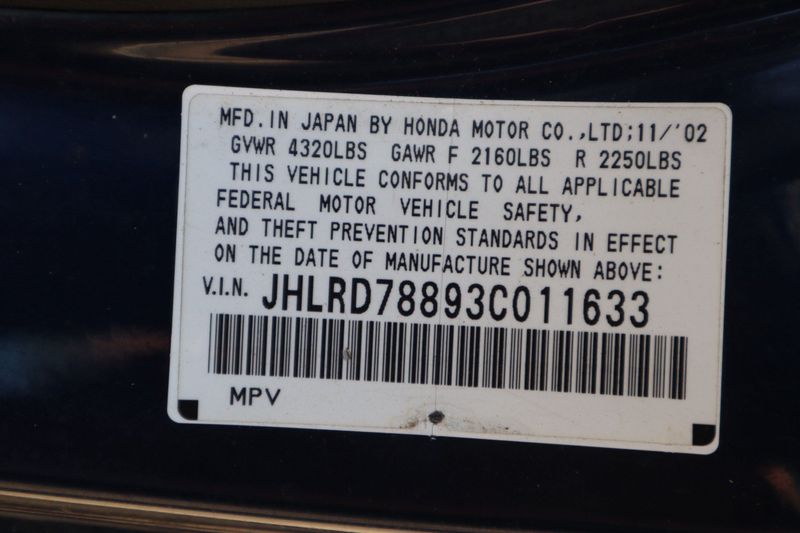 MFD. IN JAPAN BY HONDA MOTOR CO.,LTD;11/'02
GVWR 4320LBS GAWR F 2160LBS R 2250LBS
THIS VEHICLE CONFORMS TO ALL APPLICABLE
FEDERAL MOTOR VEHICLE SAFETY,
AND THEFT PREVENTION STANDARDS IN EFFECT
ON THE DATE OF MANUFACTURE SHOWN ABOVE:
V.I.N. JHLRD78893C011633
MPV